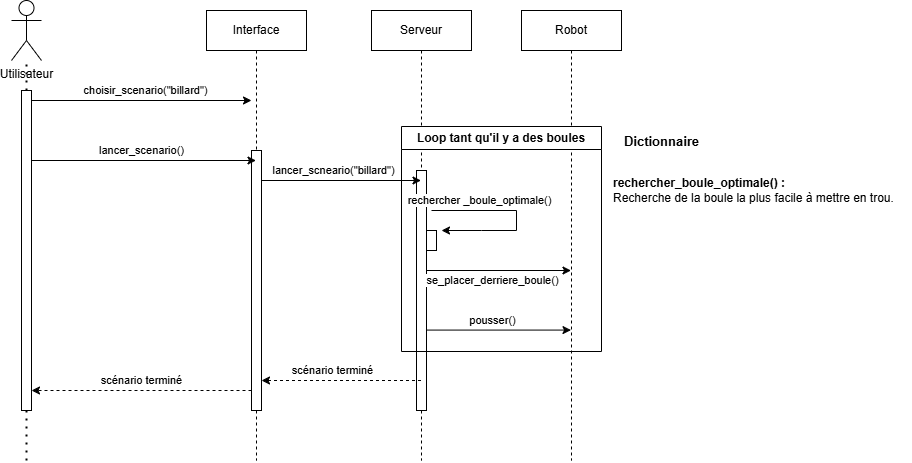 Interface
Serveur
Robot
Utilisateur
choisir_scenario("billard")
Loop tant qu'il y a des boules
Dictionnaire
lancer_scenario()
lancer_scneario("billard")
rechercher_boule_optimale() :
Recherche de la boule la plus facile à mettre en trou.
rechercher _boule_optimale()
se_placer_derriere_boule()
pousser()
scénario terminé
scénario terminé